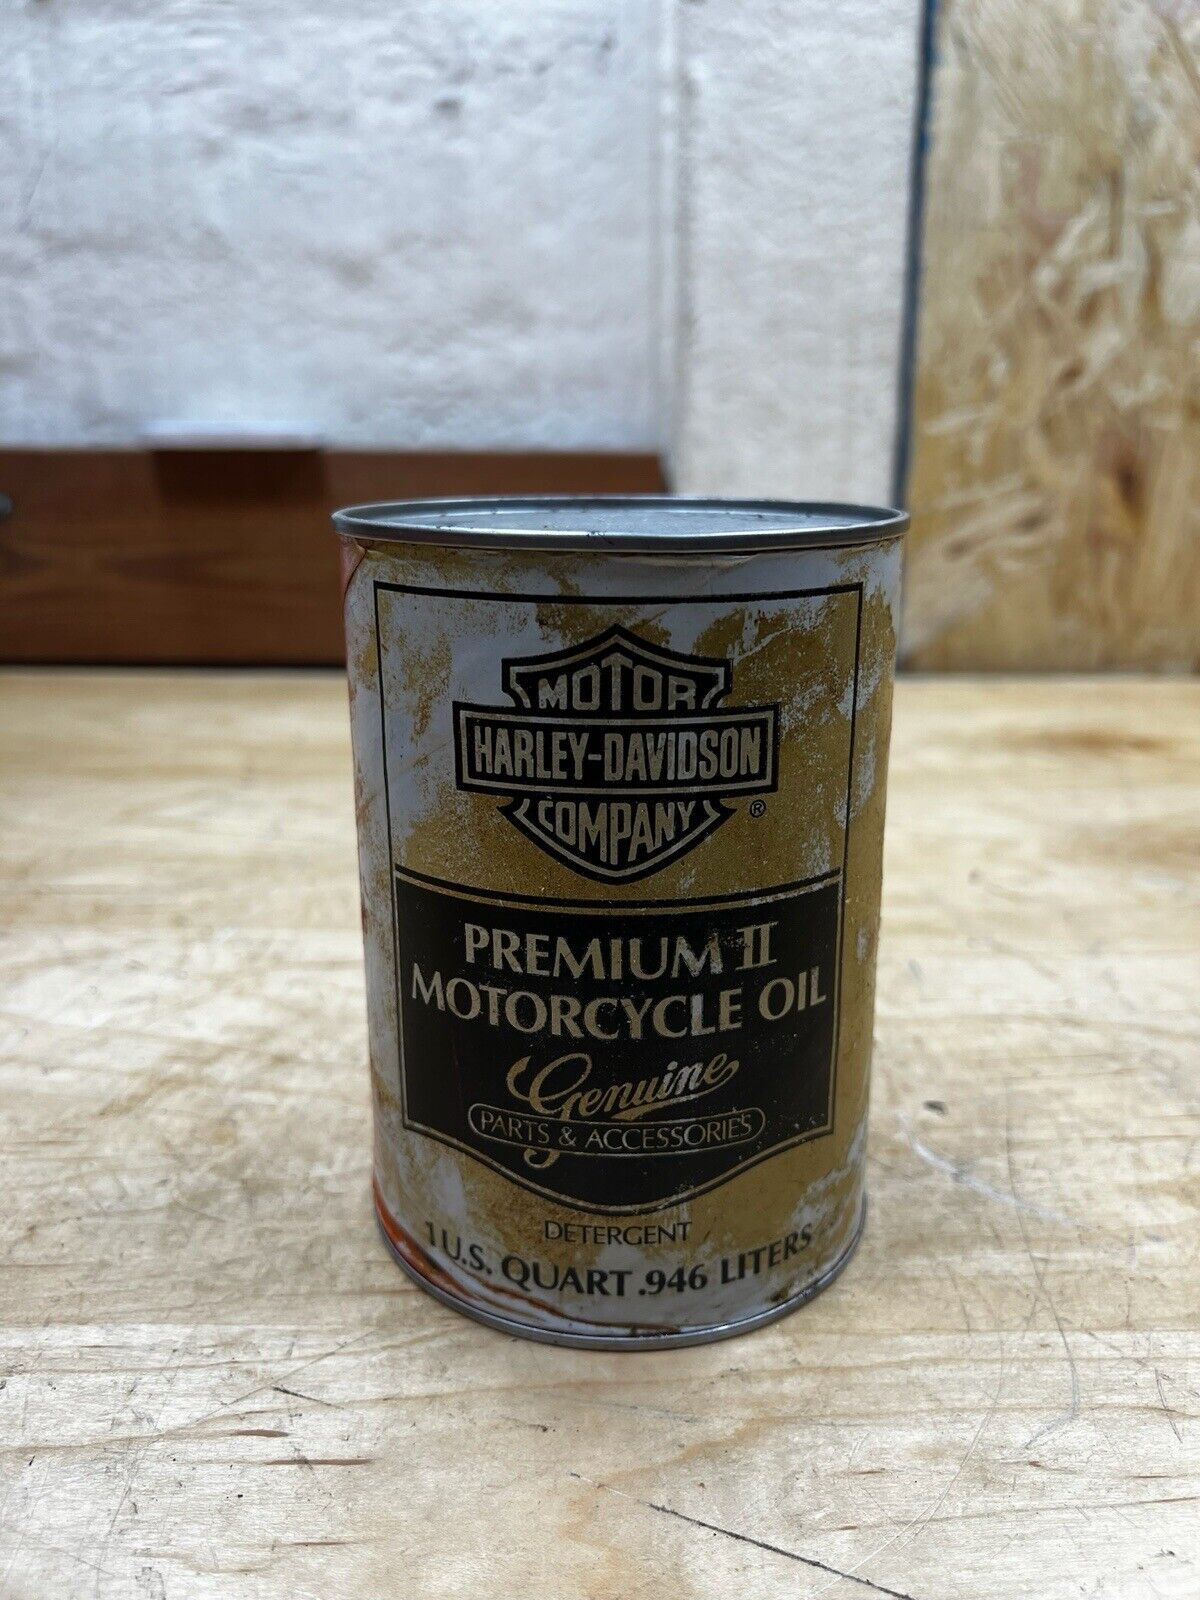 MOTOR
HARLEY-DAVIDSON
COMPANY ®
PREMIUM II
MOTORCYCLE OIL
Genuine
PARTS & ACCESSORIES
DETERGENT
1 U.S. QUART .946 LITERS